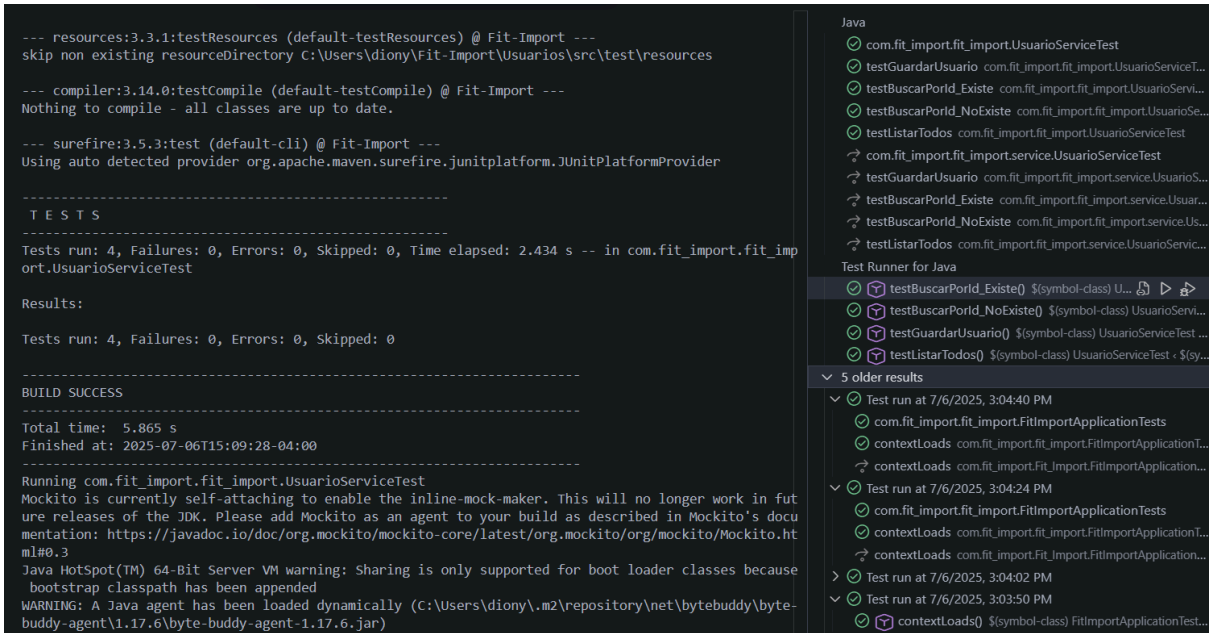 --- resources:3.3.1:testResources (default-testResources) @ Fit-Import ---
skip non existing resourceDirectory C:\Users\diony\Fit-Import\Usuarios\src\test\resources
--- compiler:3.14.0:testCompile (default-testCompile) @ Fit-Import ---
Nothing to compile - all classes are up to date.
--- surefire:3.5.3:test (default-cli) @ Fit-Import ---
Using auto detected provider org.apache.maven.surefire.junitplatform.JUnitPlatformProvider
-------------------------------------------------------
T E S T S
-------------------------------------------------------
Tests run: 4, Failures: 0, Errors: 0, Skipped: 0, Time elapsed: 2.434 s -- in com.fit_import.fit_imp
ort.UsuarioServiceTest
Results:
Tests run: 4, Failures: 0, Errors: 0, Skipped: 0
------------------------------------------------------------------------
BUILD SUCCESS
------------------------------------------------------------------------
Total time:  5.865 s
Finished at: 2025-07-06T15:09:28-04:00
------------------------------------------------------------------------
Running com.fit_import.fit_import.UsuarioServiceTest
Mockito is currently self-attaching to enable the inline-mock-maker. This will no longer work in fut
ure releases of the JDK. Please add Mockito as an agent to your build as described in Mockito's docu
mentation: https://javadoc.io/doc/org.mockito/mockito-core/latest/org.mockito/org/mockito/Mockito.ht
ml#0.3
Java HotSpot(TM) 64-Bit Server VM warning: Sharing is only supported for boot loader classes because
bootstrap classpath has been appended
WARNING: A Java agent has been loaded dynamically (C:\Users\diony\.m2\repository\net\bytebuddy\byte-
buddy-agent\1.17.6\byte-buddy-agent-1.17.6.jar)
Java
com.fit_import.fit_import.UsuarioServiceTest
testGuardarUsuario com.fit_import.fit_import.UsuarioServiceT...
testBuscarPorId_Existe com.fit_import.fit_import.UsuarioServi...
testBuscarPorId_NoExiste com.fit_import.fit_import.UsuarioSe...
testListarTodos com.fit_import.fit_import.UsuarioServiceTest
com.fit_import.fit_import.service.UsuarioServiceTest
testGuardarUsuario com.fit_import.fit_import.service.UsuarioS...
testBuscarPorId_Existe com.fit_import.fit_import.service.Usuar...
testBuscarPorId_NoExiste com.fit_import.fit_import.service.Us...
testListarTodos com.fit_import.fit_import.service.UsuarioServic...
Test Runner for Java
testBuscarPorId_Existe() $(symbol-class) U...
testBuscarPorId_NoExiste() $(symbol-class) UsuarioServi...
testGuardarUsuario() $(symbol-class) UsuarioServiceTest ...
testListarTodos() $(symbol-class) UsuarioServiceTest < $(sy...
5 older results
Test run at 7/6/2025, 3:04:40 PM
com.fit_import.fit_import.FitImportApplicationTests
contextLoads com.fit_import.fit_import.FitImportApplicationT...
contextLoads com.fit_import.Fit_Import.FitImportApplication...
Test run at 7/6/2025, 3:04:24 PM
com.fit_import.fit_import.FitImportApplicationTests
contextLoads com.fit_import.fit_import.FitImportApplicationT...
contextLoads com.fit_import.Fit_Import.FitImportApplication...
Test run at 7/6/2025, 3:04:02 PM
Test run at 7/6/2025, 3:03:50 PM
contextLoads() $(symbol-class) FitImportApplicationTest...